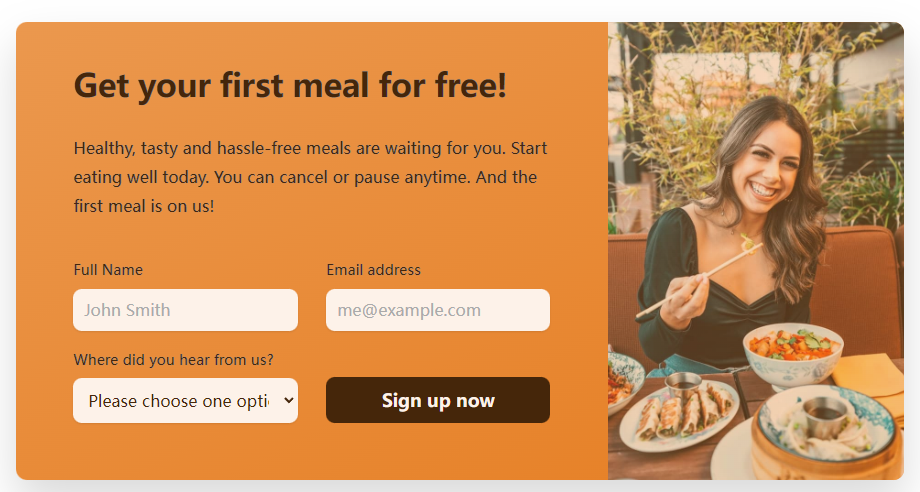 Get your first meal for free!
Healthy, tasty and hassle-free meals are waiting for you. Start
eating well today. You can cancel or pause anytime. And the
first meal is on us!
Full Name
Email address
John Smith
me@example.com
Where did you hear from us?
Please choose one opti
Sign up now